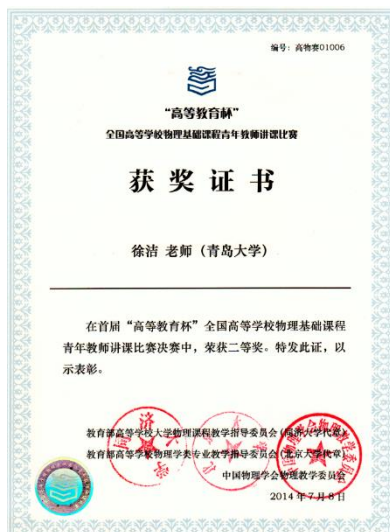 编号：高物赛01006
“高等教育杯”
全国高等学校物理基础课程青年教师讲课比赛
获奖证书
徐洁 老师（青岛大学）
在首届“高等教育杯”全国高等学校物理基础课程
青年教师讲课比赛决赛中，荣获二等奖。特发此证，以
示表彰。
教育部高等学校大学物理课程教学指导委员会（同济大学代章）
教育部高等学校物理学类专业教学指导委员会（北京大学代章）
中国物理学会物理教学委员会
2014年7月8日